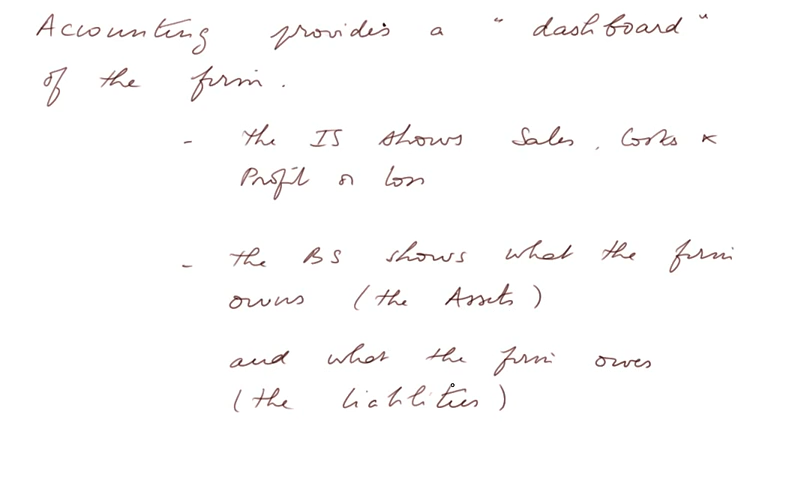 Accounting provides a "dashboard"
of the firm.
- the IS shows Sales, Costs &
Profit or Loss
- the BS shows what the firm
owns (the Assets)
and what the firm owes
(the liabilities)